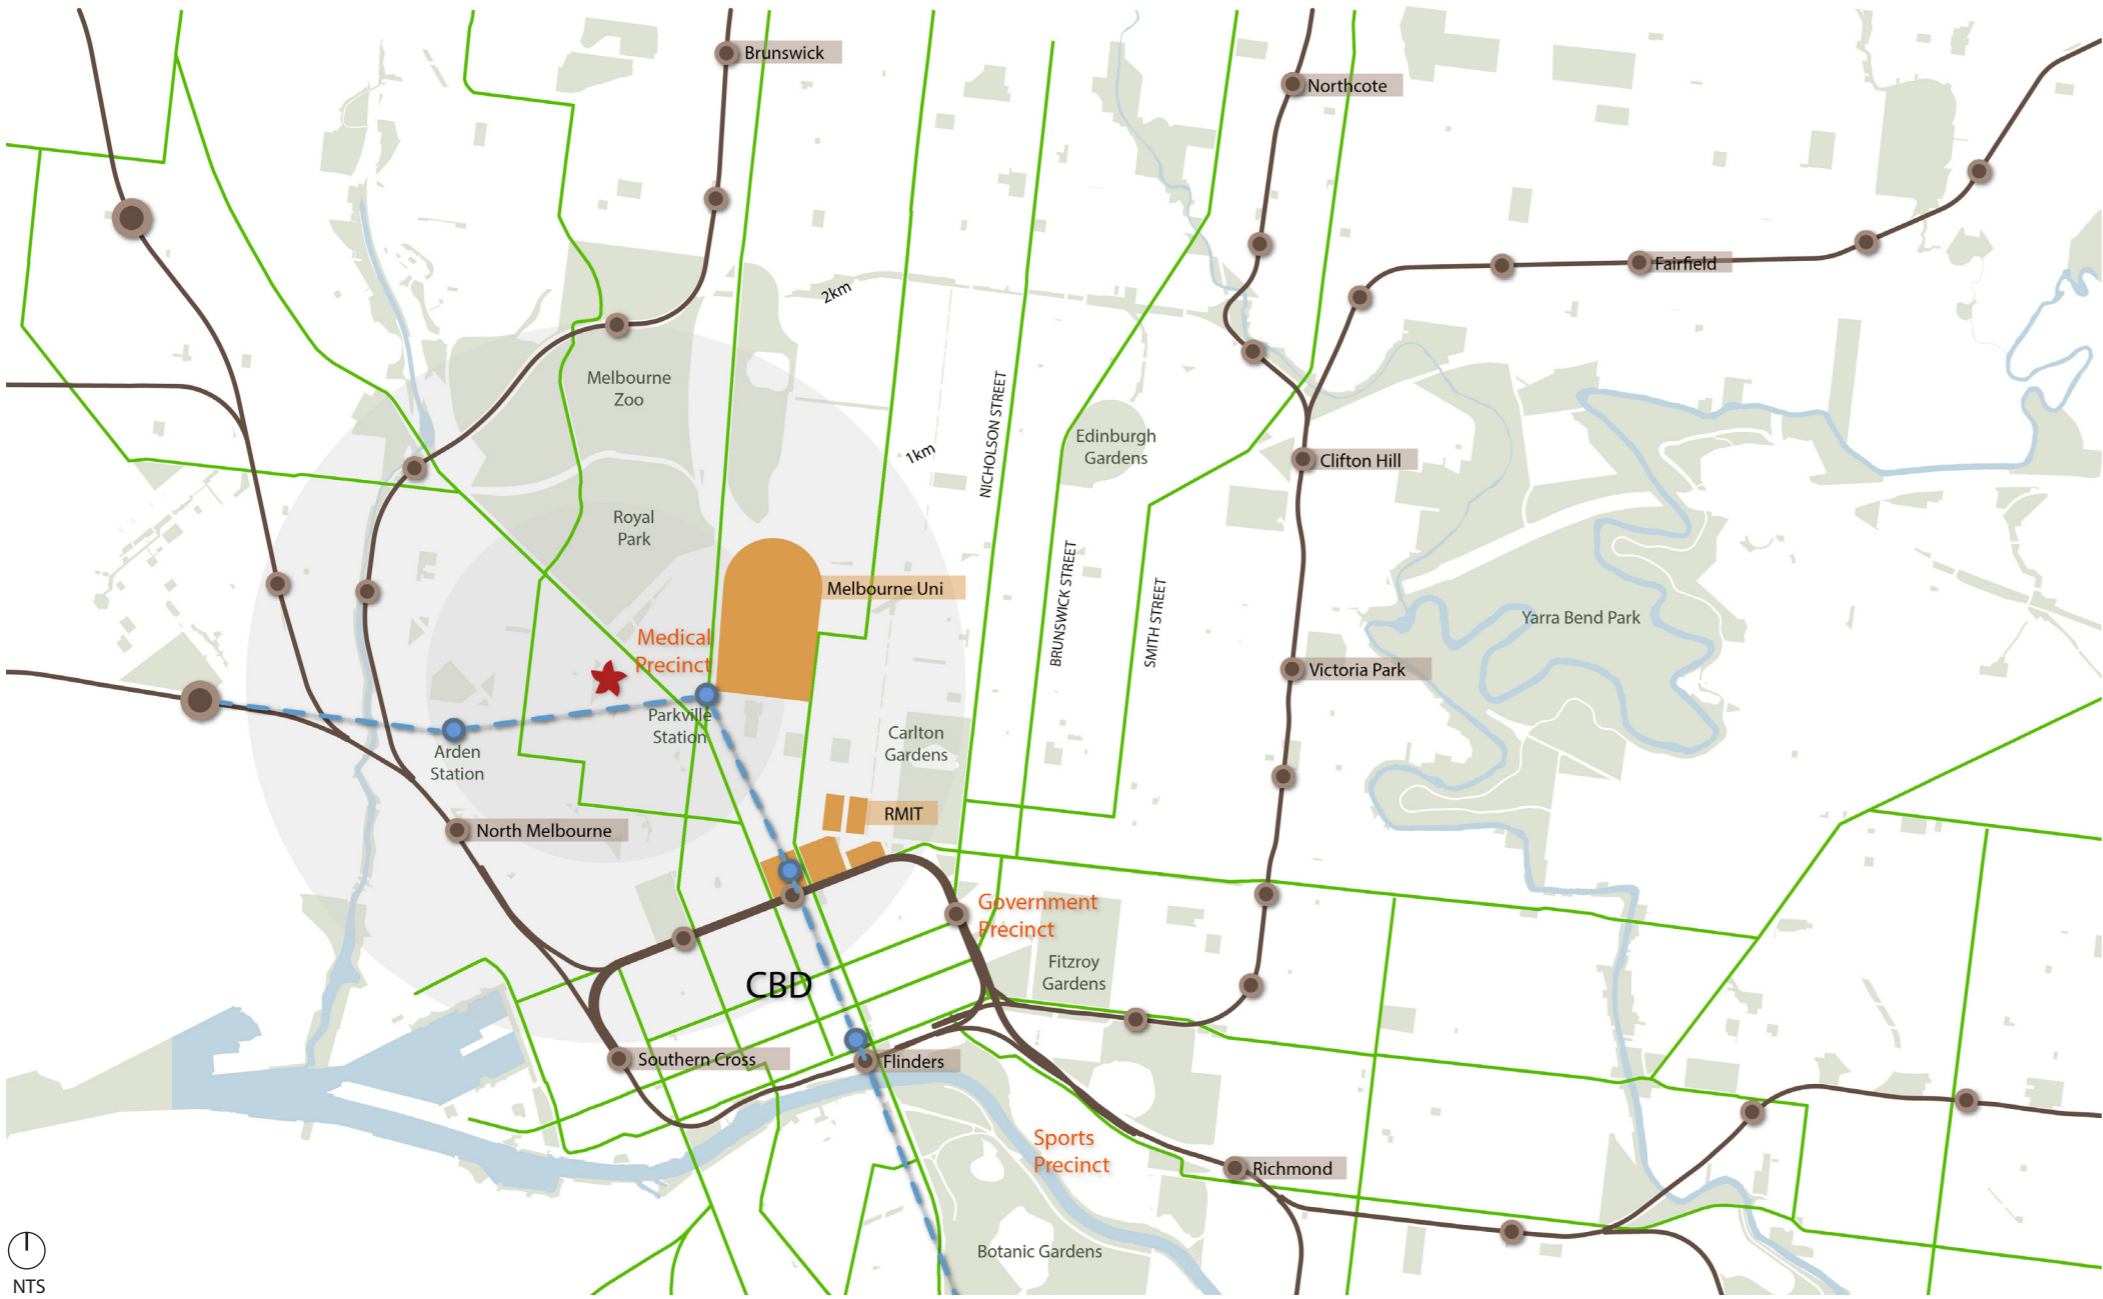 Brunswick
Northcote
Fairfield
2km
Melbourne
Zoo
1km
NICHOLSON STREET
Edinburgh
Gardens
Clifton Hill
Royal
Park
Melbourne Uni
BRUNSWICK STREET
SMITH STREET
Yarra Bend Park
Medical
Precinct
Victoria Park
Parkville
Station
Arden
Station
Carlton
Gardens
RMIT
North Melbourne
Government
Precinct
Fitzroy
Gardens
CBD
Southern Cross
Flinders
Sports
Precinct
Richmond
Botanic Gardens
NTS